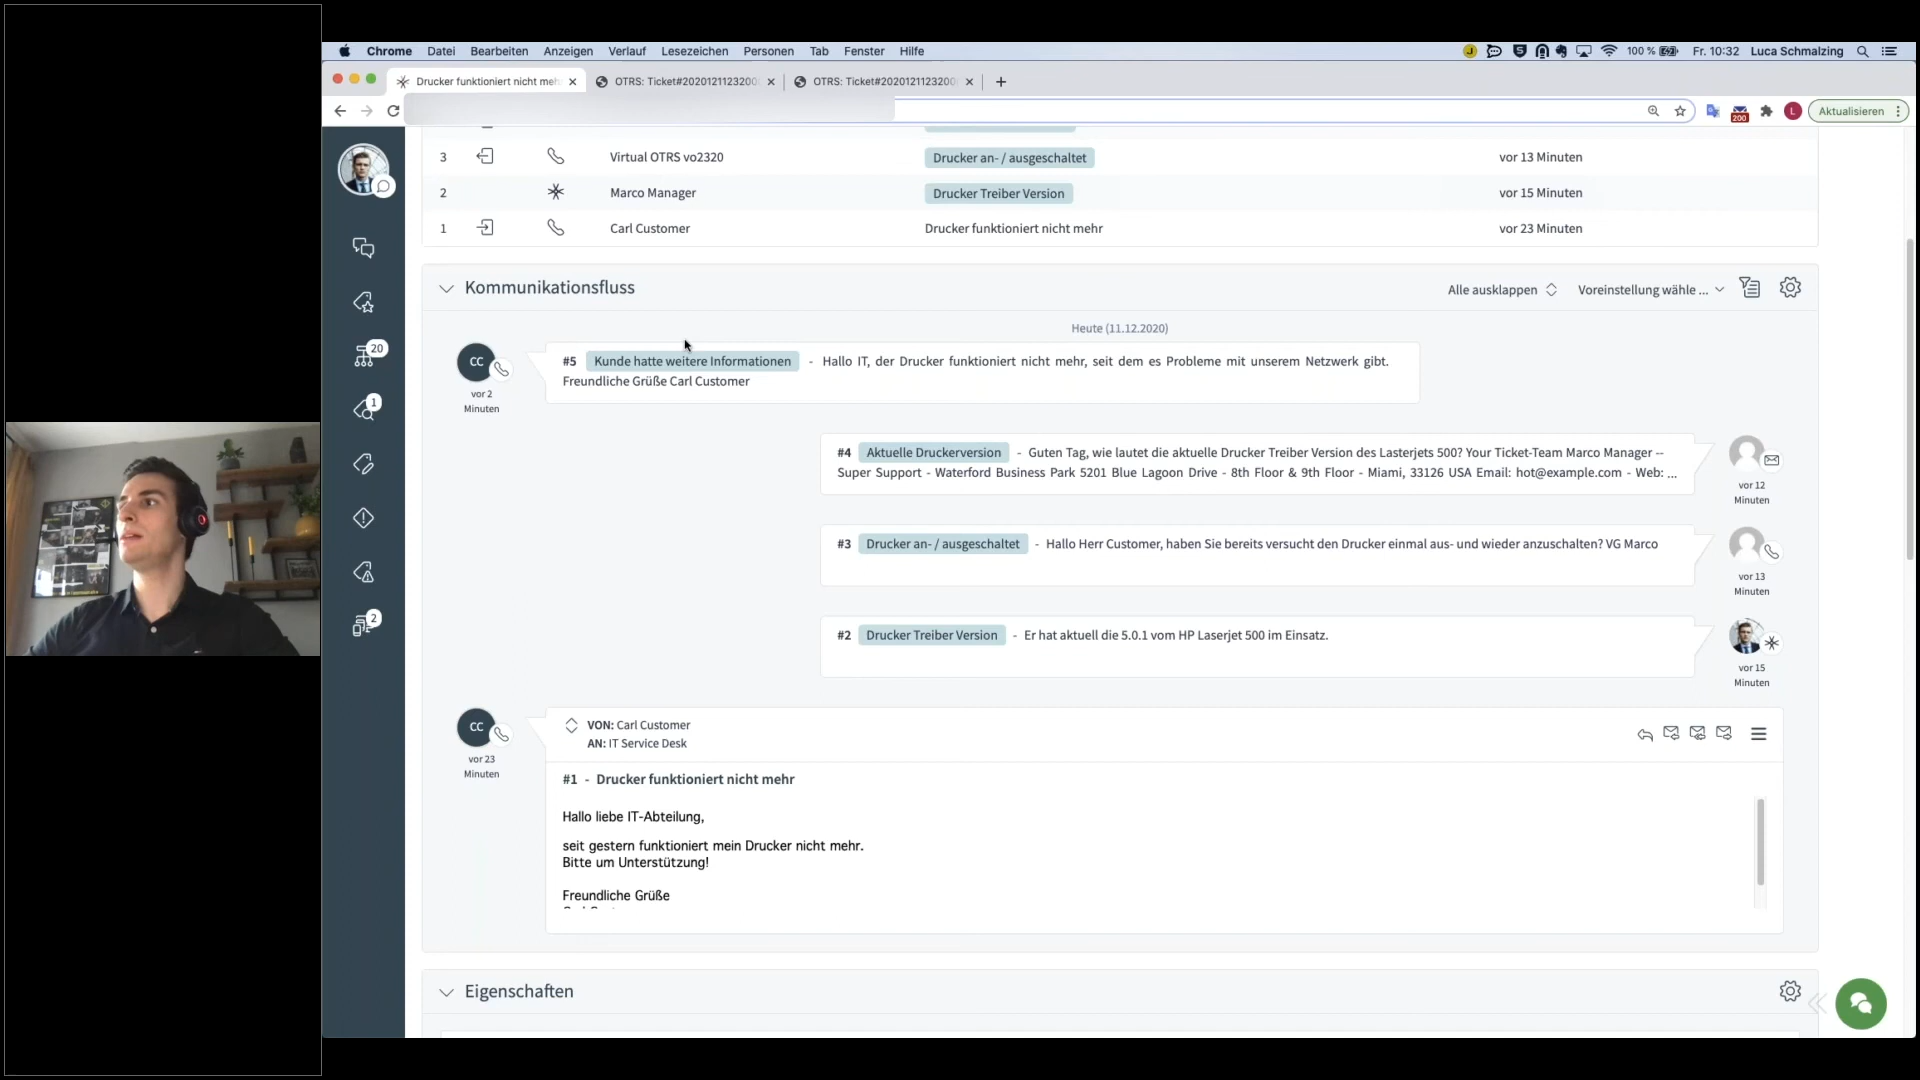 Chrome Datei Bearbeiten Anzeigen Verlauf Lesezeichen Personen Tab Fenster Hilfe 100 % Fr. 10:32 Luca Schmalzing
Drucker funktioniert nicht meh OTRS: Ticket#2020121123200 OTRS: Ticket#2020121123200
200 L Aktualisieren
3 Virtual OTRS vo2320 Drucker an- / ausgeschaltet vor 13 Minuten
2 Marco Manager Drucker Treiber Version vor 15 Minuten
1 Carl Customer Drucker funktioniert nicht mehr vor 23 Minuten
20
1
2
Kommunikationsfluss Alle ausklappen Voreinstellung wähle ...
Heute (11.12.2020)
CC
vor 2
Minuten
#5 Kunde hatte weitere Informationen - Hallo IT, der Drucker funktioniert nicht mehr, seit dem es Probleme mit unserem Netzwerk gibt.
Freundliche Grüße Carl Customer
#4 Aktuelle Druckerversion - Guten Tag, wie lautet die aktuelle Drucker Treiber Version des Lasterjets 500? Your Ticket-Team Marco Manager --
Super Support - Waterford Business Park 5201 Blue Lagoon Drive - 8th Floor & 9th Floor - Miami, 33126 USA Email: hot@example.com - Web: ...
vor 12
Minuten
#3 Drucker an- / ausgeschaltet - Hallo Herr Customer, haben Sie bereits versucht den Drucker einmal aus- und wieder anzuschalten? VG Marco
vor 13
Minuten
#2 Drucker Treiber Version - Er hat aktuell die 5.0.1 vom HP Laserjet 500 im Einsatz.
vor 15
Minuten
CC
vor 23
Minuten
VON: Carl Customer
AN: IT Service Desk
#1 - Drucker funktioniert nicht mehr
Hallo liebe IT-Abteilung,
seit gestern funktioniert mein Drucker nicht mehr.
Bitte um Unterstützung!
Freundliche Grüße
Eigenschaften